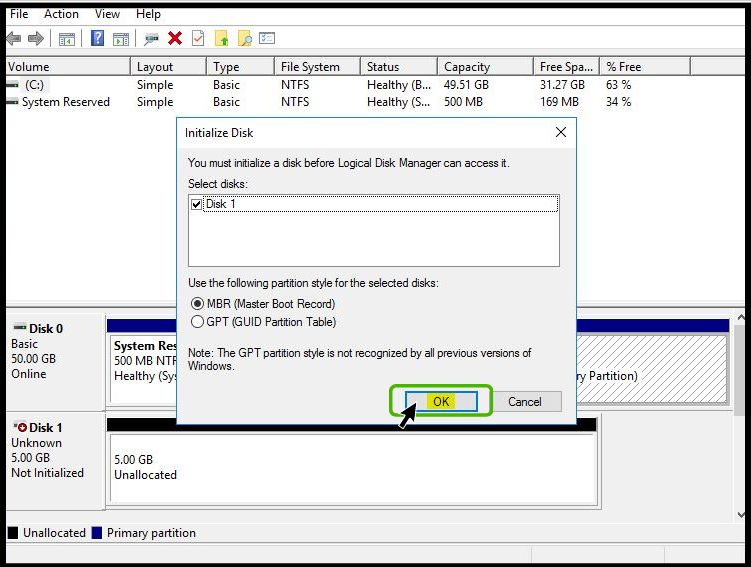 File Action View Help
Volume Layout Type File System Status Capacity Free Spa... % Free
(C:) Simple Basic NTFS Healthy (B... 49.51 GB 31.27 GB 63 %
System Reserved Simple Basic NTFS Healthy (S... 500 MB 169 MB 34 %
Initialize Disk
You must initialize a disk before Logical Disk Manager can access it.
Select disks:
Disk 1
Use the following partition style for the selected disks:
MBR (Master Boot Record)
GPT (GUID Partition Table)
Note: The GPT partition style is not recognized by all previous versions of
Windows.
OK Cancel
Disk 0
Basic
50.00 GB
Online
System Res
500 MB NTF
Healthy (Sys
ry Partition)
Disk 1
Unknown
5.00 GB
Not Initialized
5.00 GB
Unallocated
Unallocated Primary partition